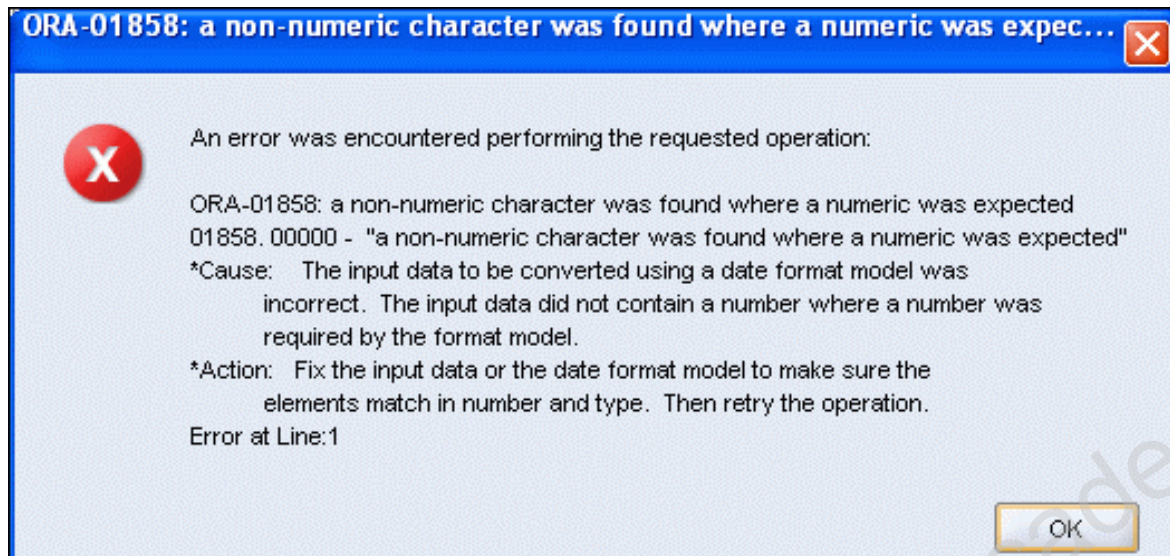 ORA-01858: a non-numeric character was found where a numeric was expec...
An error was encountered performing the requested operation:
ORA-01858: a non-numeric character was found where a numeric was expected
01858. 00000 - "a non-numeric character was found where a numeric was expected"
*Cause: The input data to be converted using a date format model was
incorrect. The input data did not contain a number where a number was
required by the format model.
*Action: Fix the input data or the date format model to make sure the
elements match in number and type. Then retry the operation.
Error at Line:1
OK